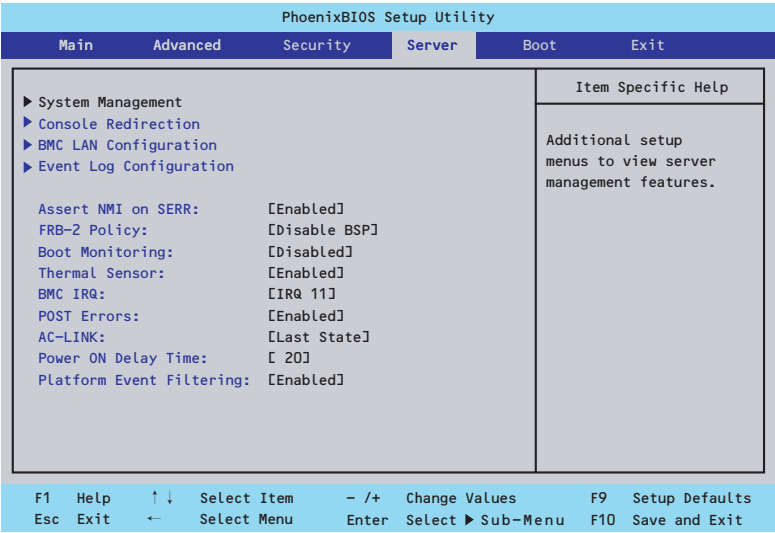 PhoenixBIOS Setup Utility
Main Advanced Security Server Boot Exit
Item Specific Help
▶ System Management
▶ Console Redirection
▶ BMC LAN Configuration
▶ Event Log Configuration
Additional setup
menus to view server
management features.
Assert NMI on SERR: [Enabled]
FRB-2 Policy: [Disable BSP]
Boot Monitoring: [Disabled]
Thermal Sensor: [Enabled]
BMC IRQ: [IRQ 11]
POST Errors: [Enabled]
AC-LINK: [Last State]
Power ON Delay Time: [ 20]
Platform Event Filtering: [Enabled]
F1 Help ↑↓ Select Item - /+ Change Values F9 Setup Defaults
Esc Exit ← Select Menu Enter Select ▶ Sub-Menu F10 Save and Exit